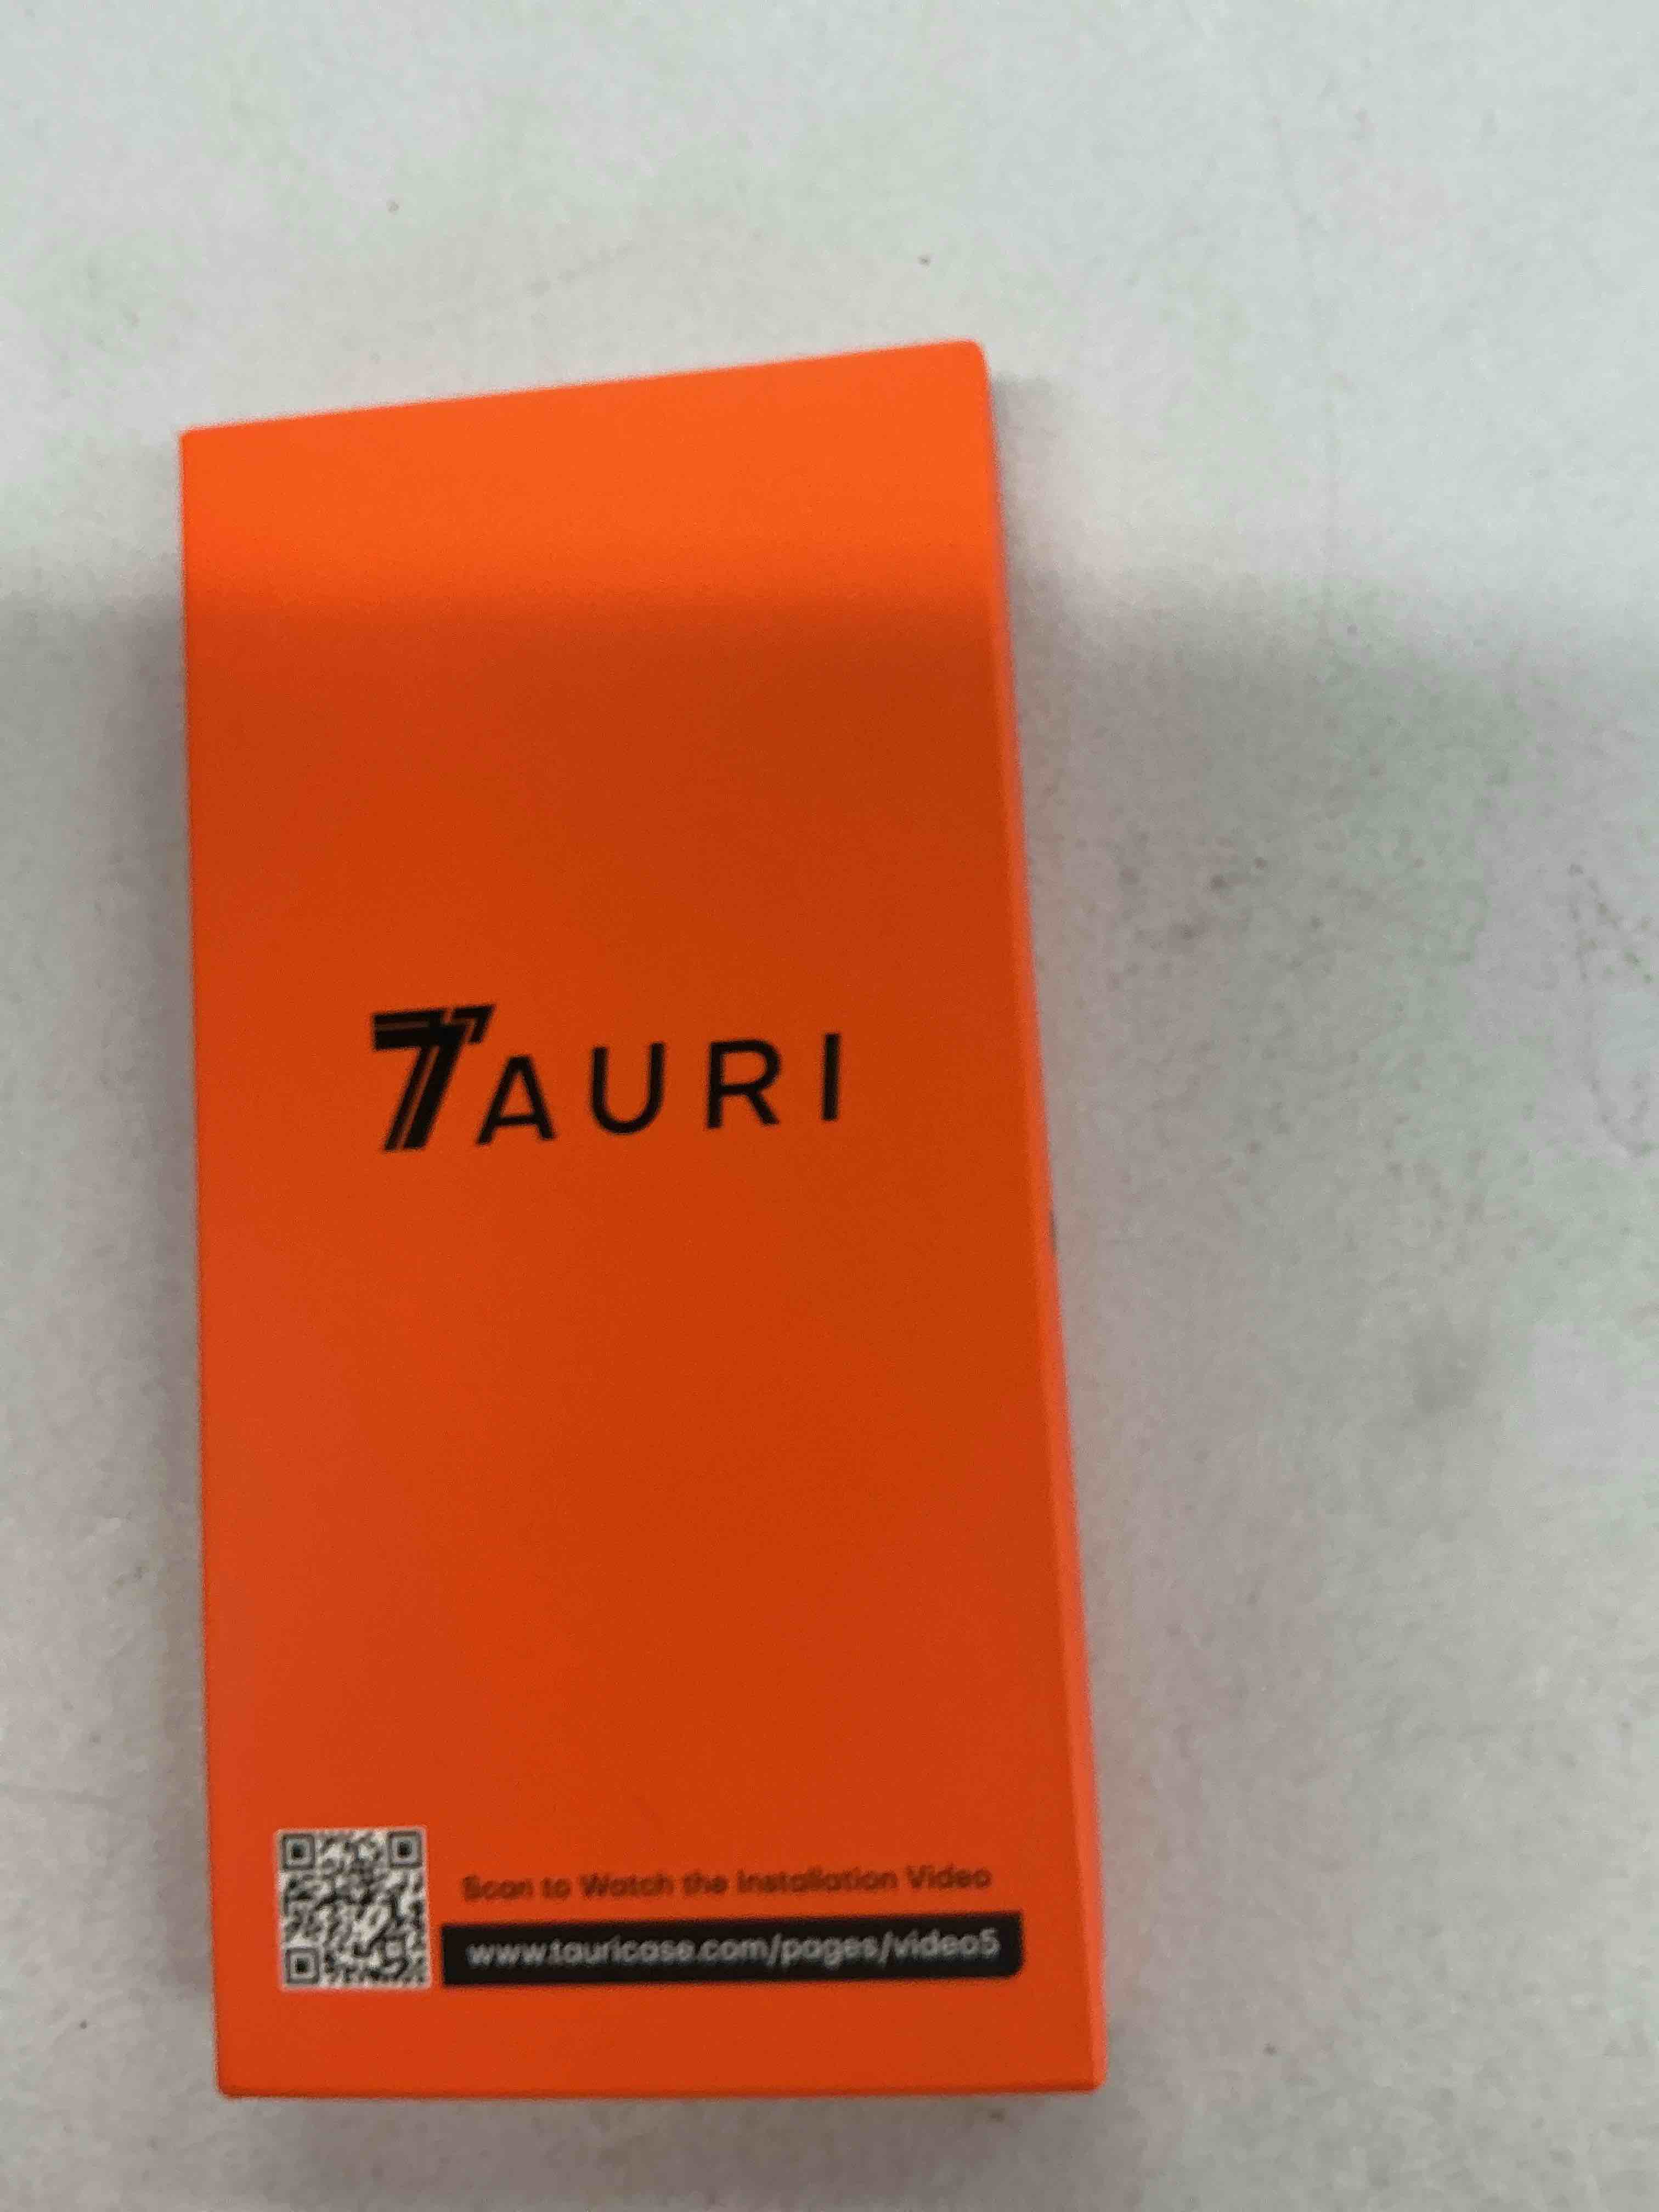 TAURI
Scan to Watch the Installation Video
www.tauricase.com/pages/video5